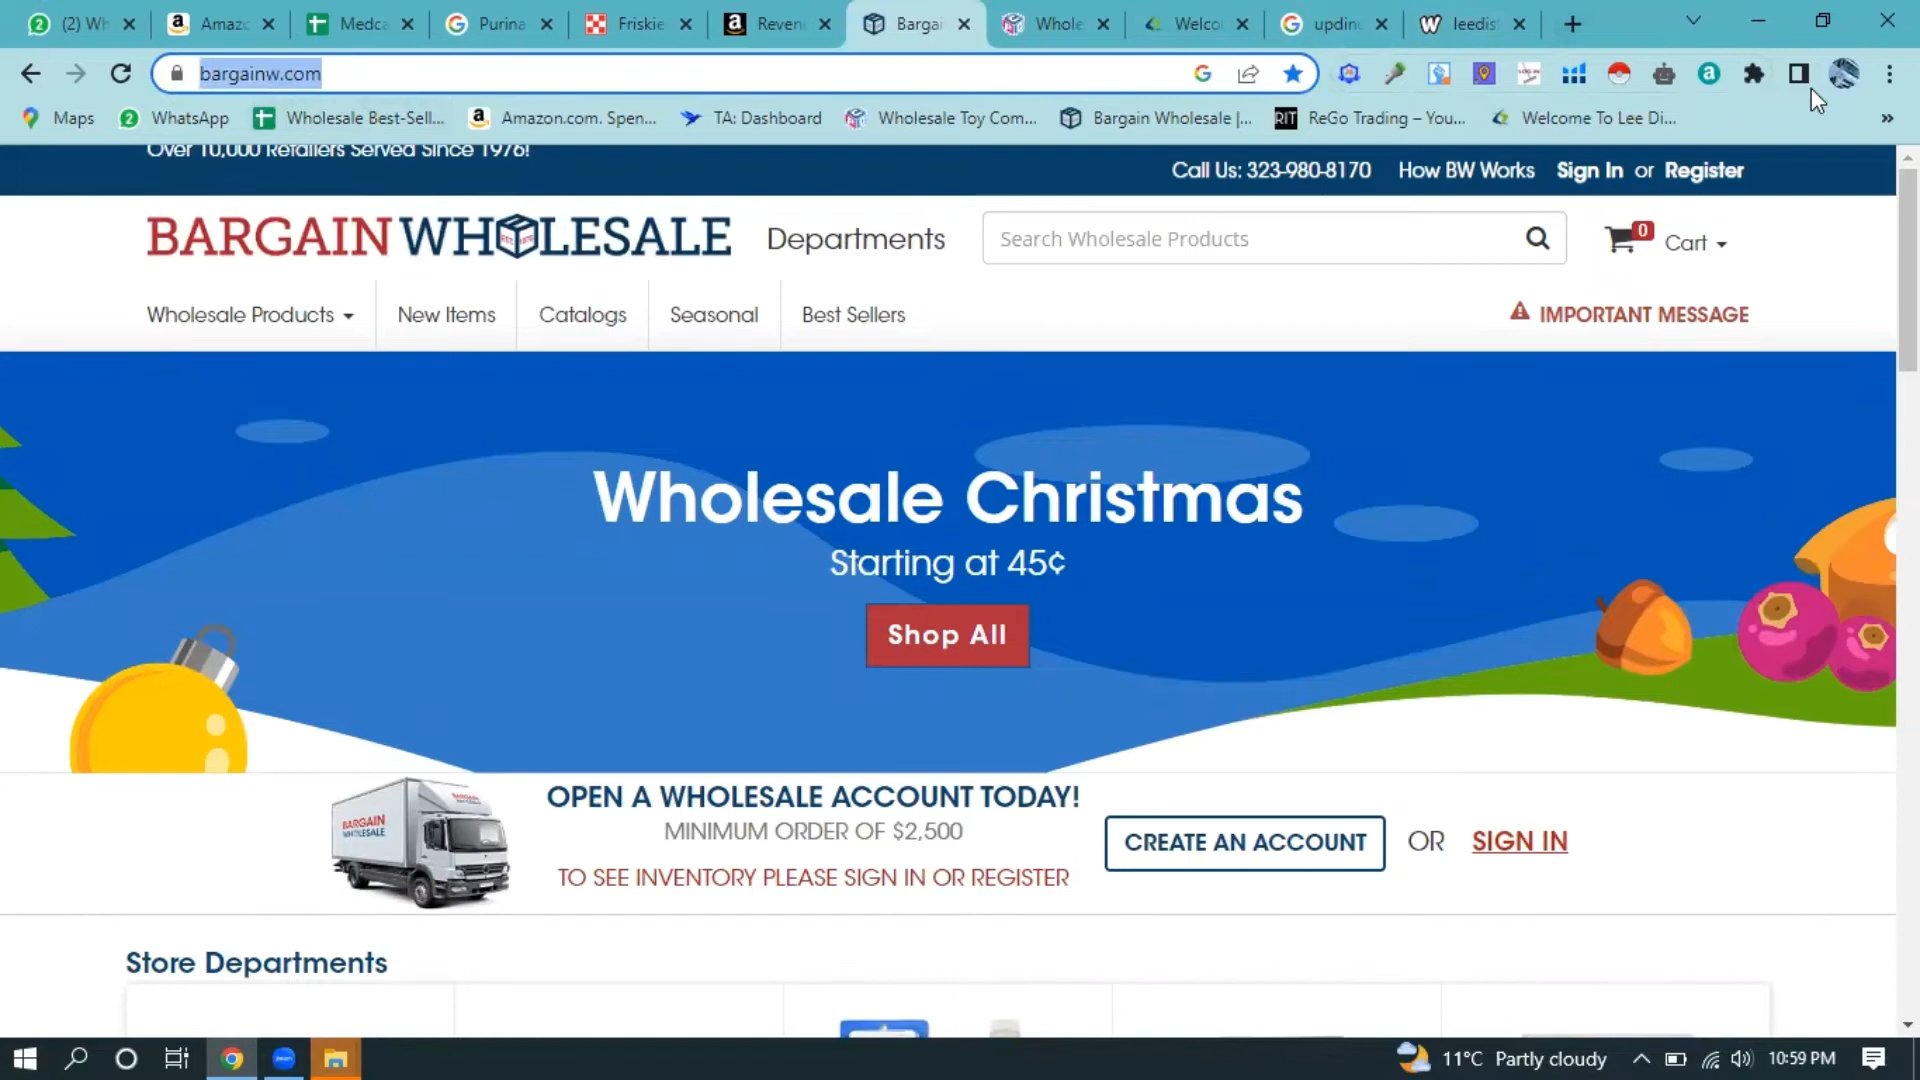 (2) Wh
Amazo
Medca
Purina
Friskie
Reven
Bargai
Whole
Welco
updin
leedis
bargainw.com
Maps
WhatsApp
Wholesale Best-Sell...
Amazon.com. Spen...
TA: Dashboard
Wholesale Toy Com...
Bargain Wholesale |...
RIT
ReGo Trading – You...
Welcome To Lee Di...
»
Over 10,000 Retailers Served Since 1976!
Call Us: 323-980-8170
How BW Works
Sign In or Register
BARGAIN WHOLESALE
Departments
Search Wholesale Products
0
Cart
Wholesale Products
New Items
Catalogs
Seasonal
Best Sellers
IMPORTANT MESSAGE
Wholesale Christmas
Starting at 45¢
Shop All
BARGAIN
WHOLESALE
OPEN A WHOLESALE ACCOUNT TODAY!
MINIMUM ORDER OF $2,500
TO SEE INVENTORY PLEASE SIGN IN OR REGISTER
CREATE AN ACCOUNT
OR
SIGN IN
Store Departments
11°C Partly cloudy
10:59 PM